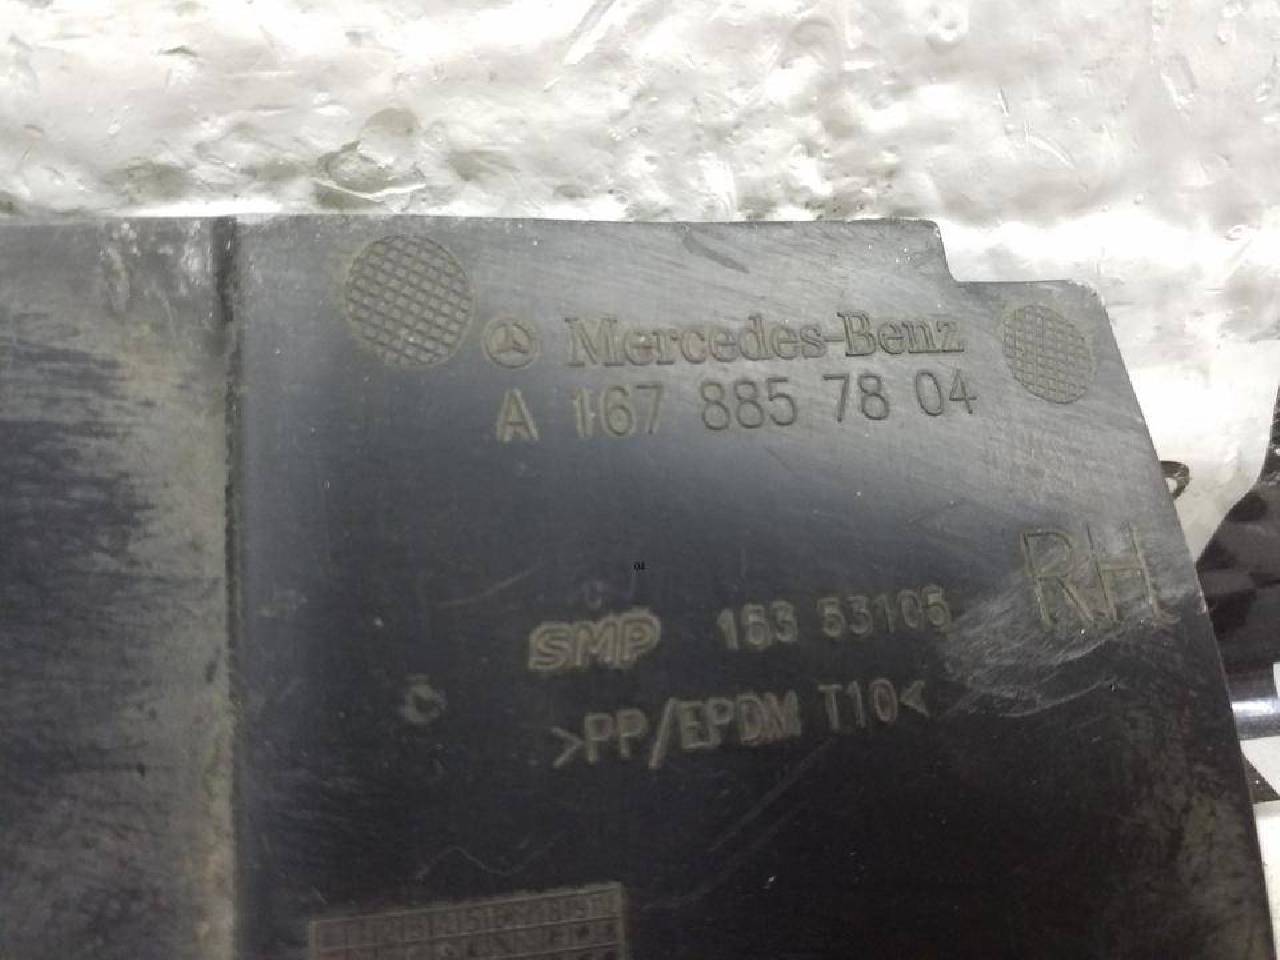 Mercedes-Benz
A 167 885 78 04
RH
SMP 163 53105
>PP/EPDM T10<